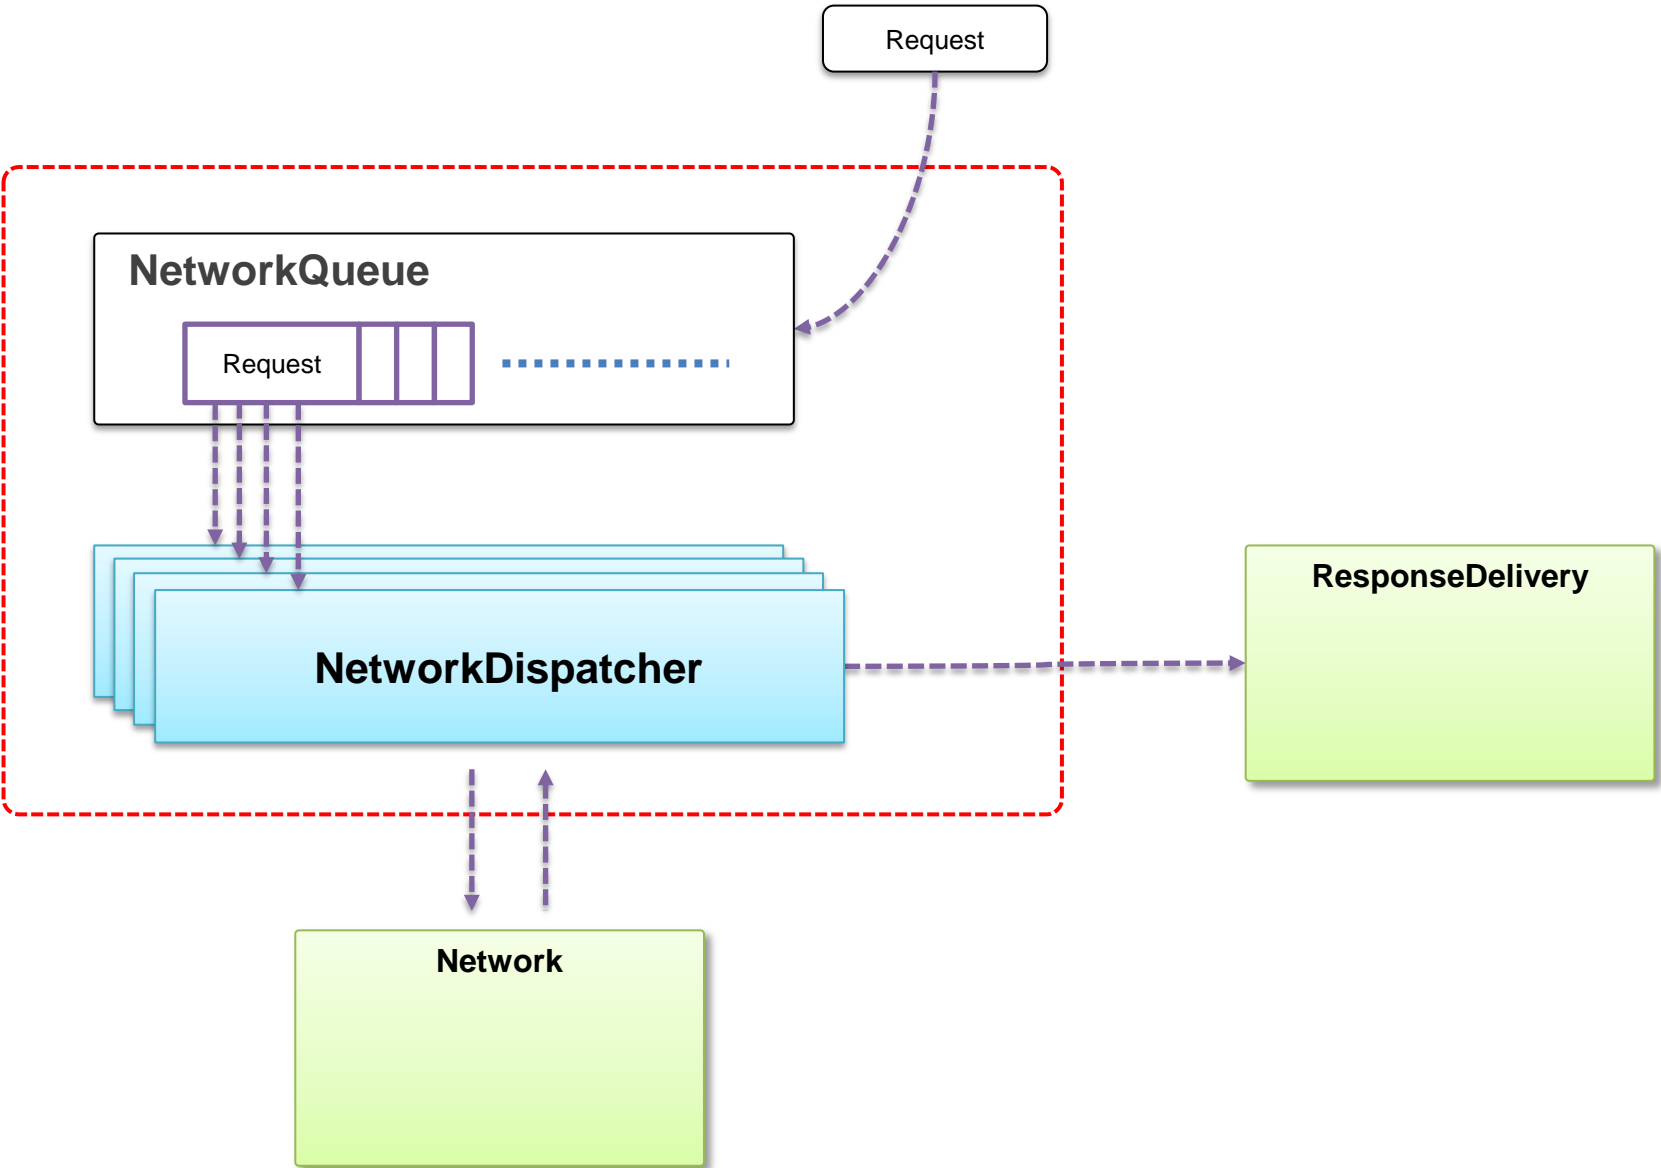 Request
NetworkQueue
Request
NetworkDispatcher
ResponseDelivery
Network